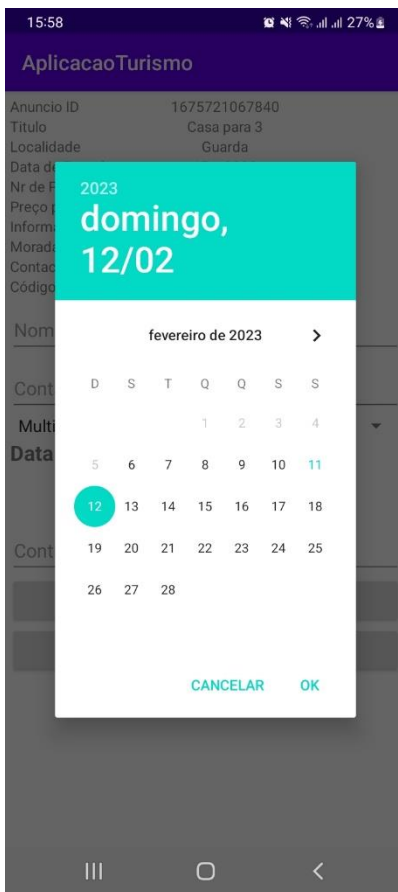 15:58 27%
AplicacaoTurismo
Anuncio ID 1675721067840
Titulo Casa para 3
Localidade Guarda
Data de
Nr de
Preço
Inform
Morada
Contac
Código
2023
domingo,
12/02
Nom
fevereiro de 2023
D S T Q Q S S
Cont
1 2 3 4
Multi
Data
5 6 7 8 9 10 11
12 13 14 15 16 17 18
19 20 21 22 23 24 25
Cont
26 27 28
CANCELAR OK